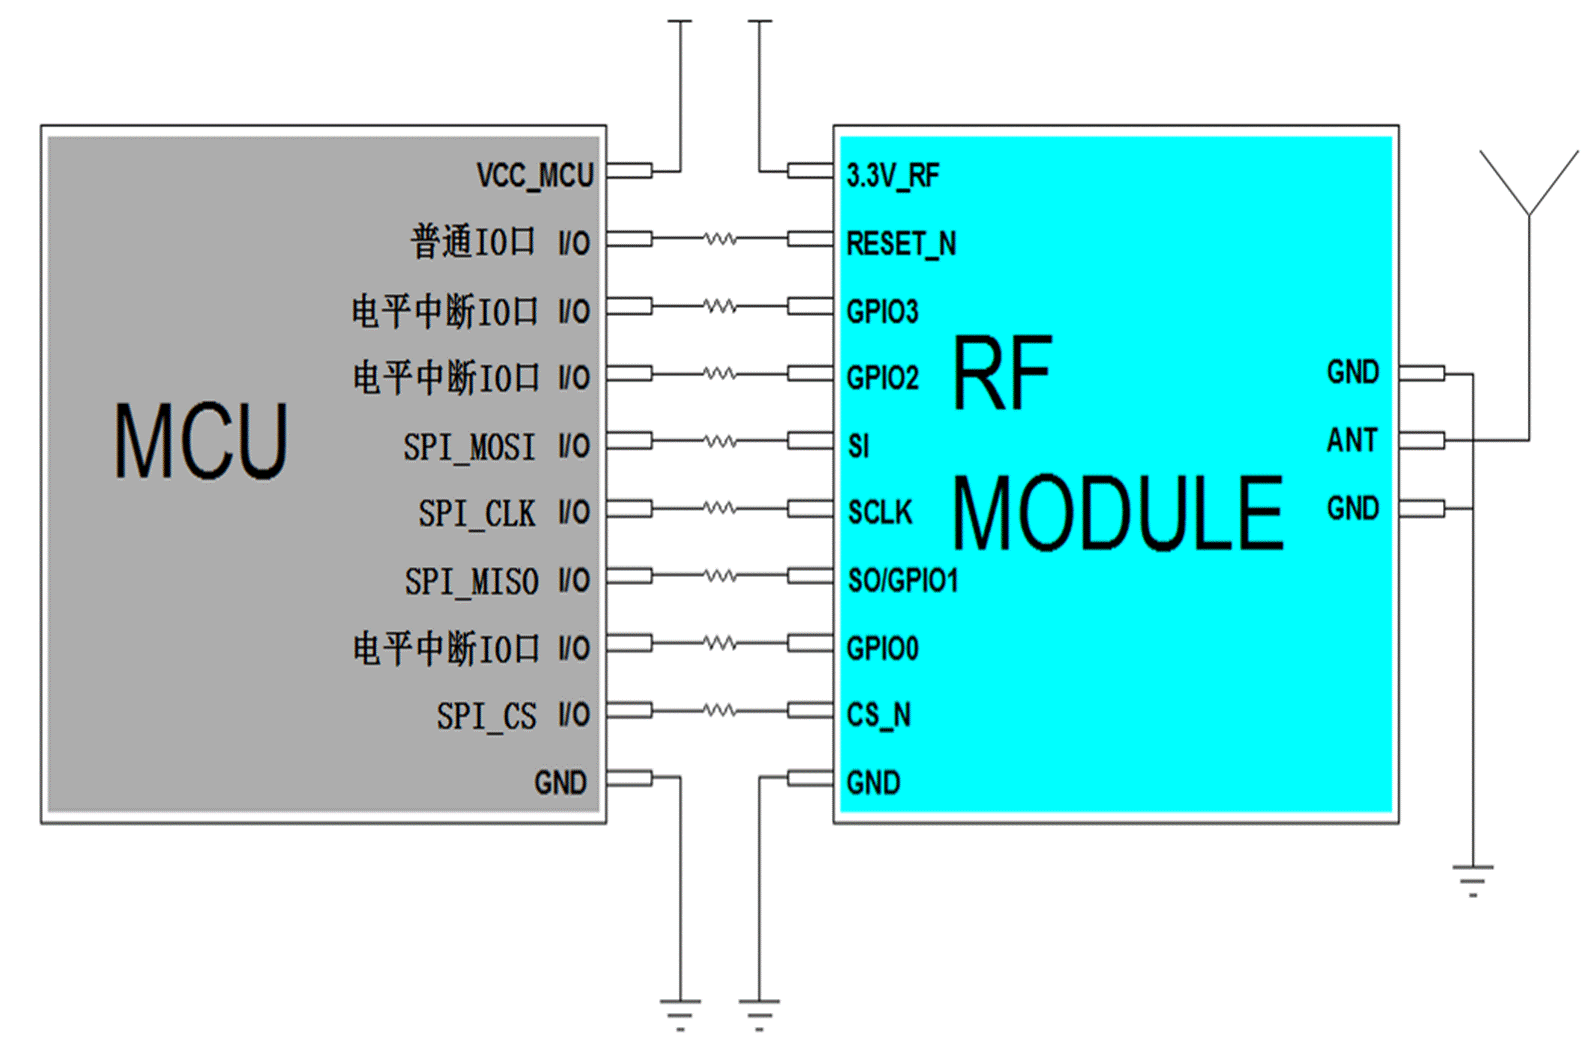 VCC_MCU
普通IO口 I/O
电平中断IO口 I/O
电平中断IO口 I/O
SPI_MOSI I/O
SPI_CLK I/O
SPI_MISO I/O
电平中断IO口 I/O
SPI_CS I/O
GND
MCU
3.3V_RF
RESET_N
GPIO3
GPIO2
SI
SCLK
SO/GPIO1
GPIO0
CS_N
GND
RF
MODULE
GND
ANT
GND